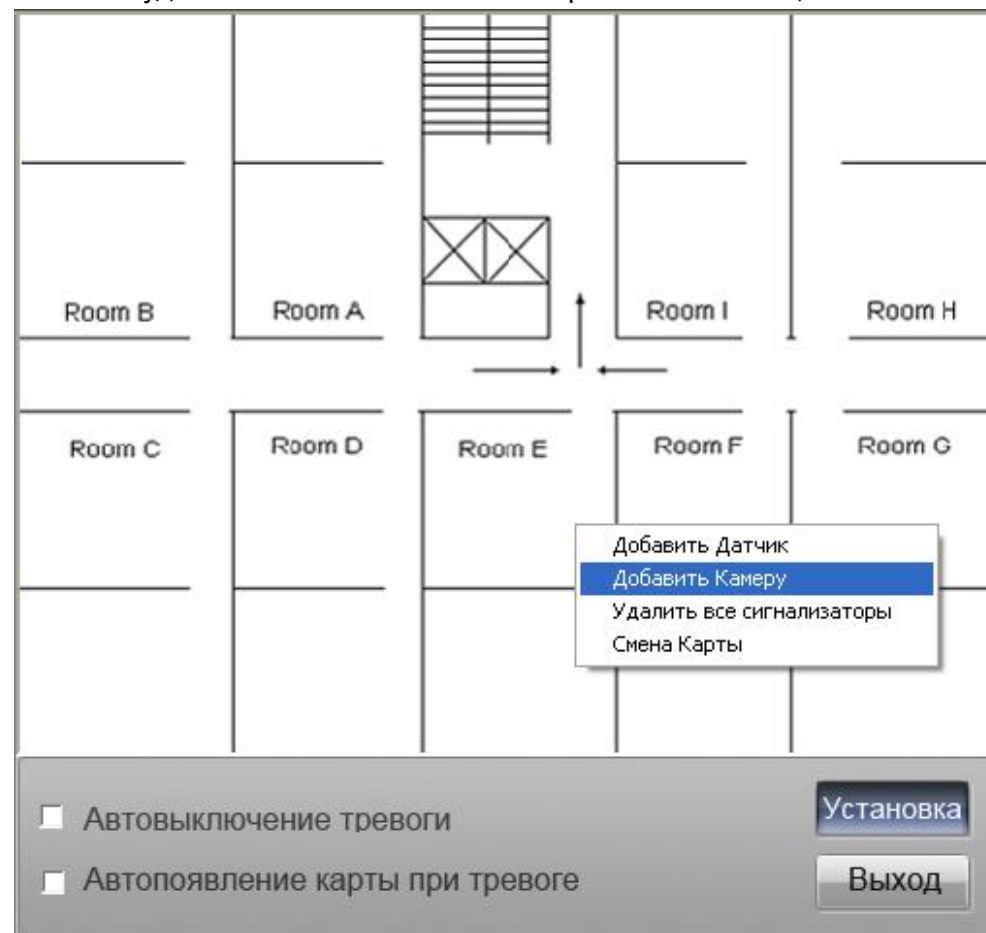 Room B Room A Room I Room H
Room C Room D Room E Room F Room G
Добавить Датчик
Добавить Камеру
Удалить все сигнализаторы
Смена Карты
Автовыключение тревоги
Установка
Автопоявление карты при тревоге
Выход